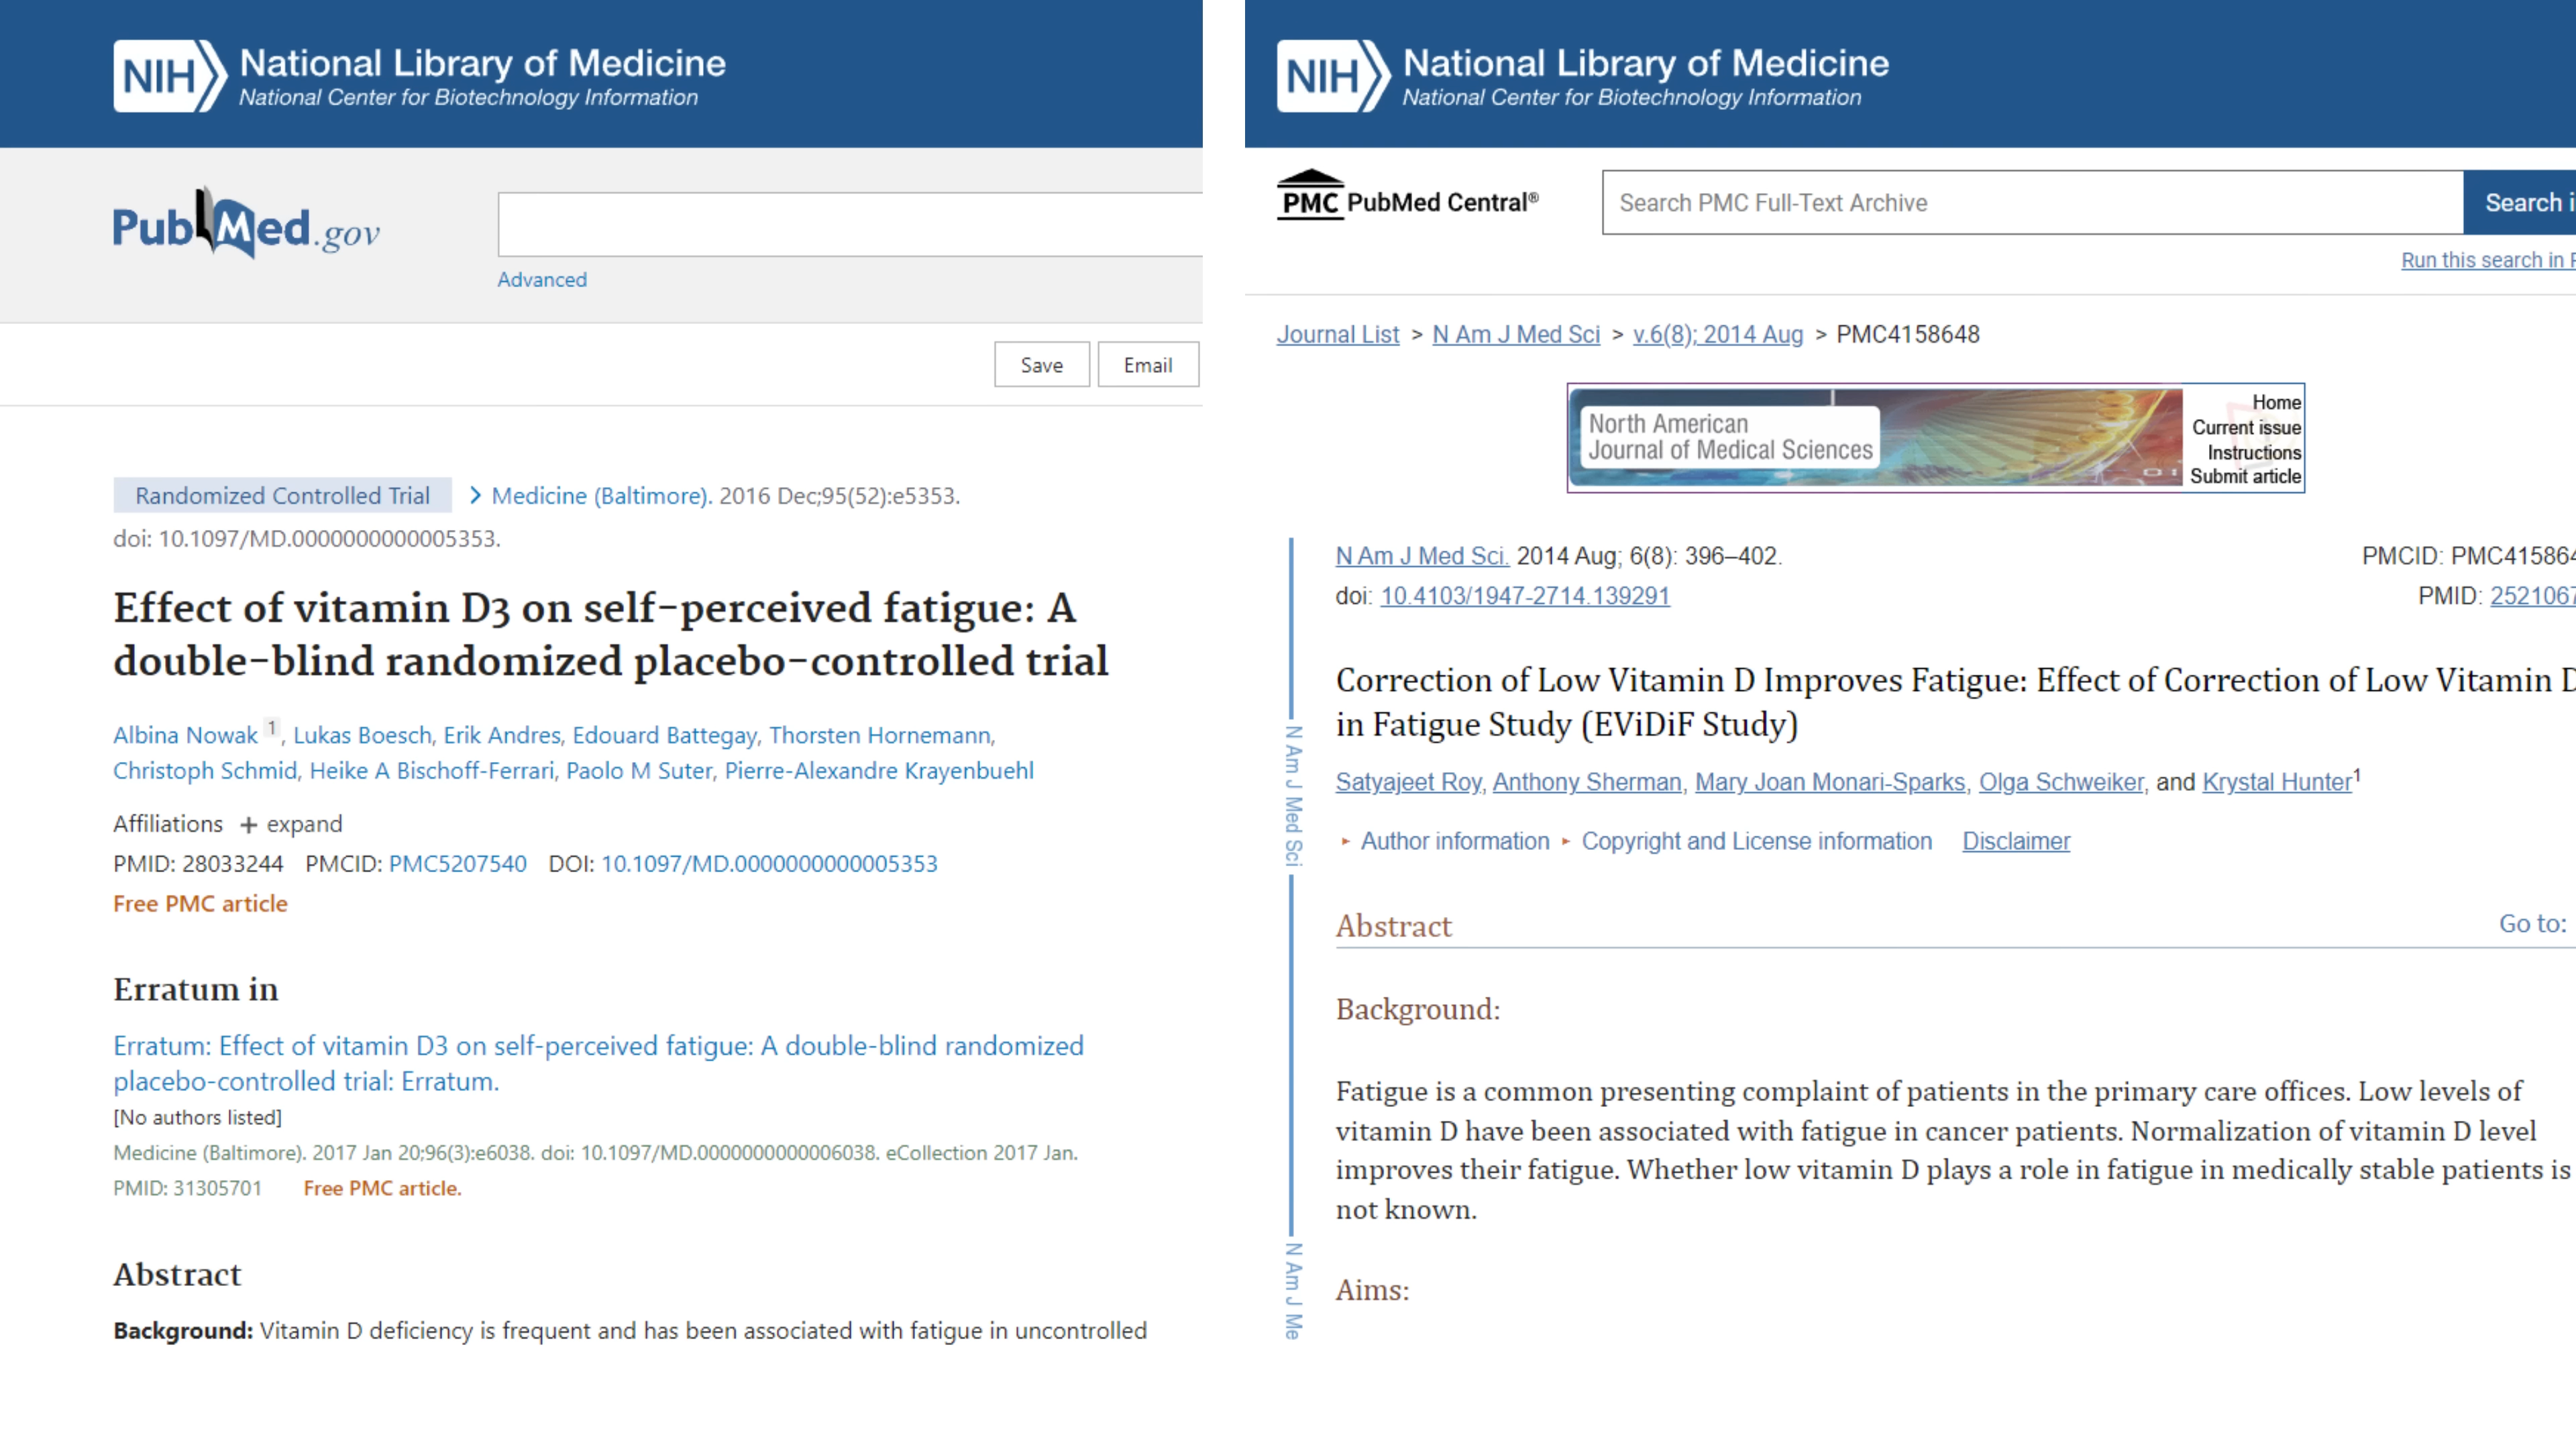 NIH National Library of Medicine
National Center for Biotechnology Information
PubMed.gov
Advanced
Save Email
Randomized Controlled Trial > Medicine (Baltimore). 2016 Dec;95(52):e5353.
doi: 10.1097/MD.0000000000005353.
Effect of vitamin D3 on self-perceived fatigue: A
double-blind randomized placebo-controlled trial
Albina Nowak 1, Lukas Boesch, Erik Andres, Edouard Battegay, Thorsten Hornemann,
Christoph Schmid, Heike A Bischoff-Ferrari, Paolo M Suter, Pierre-Alexandre Krayenbuehl
Affiliations + expand
PMID: 28033244 PMCID: PMC5207540 DOI: 10.1097/MD.0000000000005353
Free PMC article
Erratum in
Erratum: Effect of vitamin D3 on self-perceived fatigue: A double-blind randomized
placebo-controlled trial: Erratum.
[No authors listed]
Medicine (Baltimore). 2017 Jan 20;96(3):e6038. doi: 10.1097/MD.0000000000006038. eCollection 2017 Jan.
PMID: 31305701 Free PMC article.
Abstract
Background: Vitamin D deficiency is frequent and has been associated with fatigue in uncontrolled
NIH National Library of Medicine
National Center for Biotechnology Information
PMC PubMed Central®
Search PMC Full-Text Archive
Search i
Run this search in P
Journal List > N Am J Med Sci > v.6(8); 2014 Aug > PMC4158648
North American
Journal of Medical Sciences
Home
Current issue
Instructions
Submit article
N Am J Med Sci. 2014 Aug; 6(8): 396–402. PMCID: PMC415864
doi: 10.4103/1947-2714.139291 PMID: 2521067
Correction of Low Vitamin D Improves Fatigue: Effect of Correction of Low Vitamin D
in Fatigue Study (EViDiF Study)
Satyajeet Roy, Anthony Sherman, Mary Joan Monari-Sparks, Olga Schweiker, and Krystal Hunter1
Author information Copyright and License information Disclaimer
Abstract Go to:
Background:
Fatigue is a common presenting complaint of patients in the primary care offices. Low levels of
vitamin D have been associated with fatigue in cancer patients. Normalization of vitamin D level
improves their fatigue. Whether low vitamin D plays a role in fatigue in medically stable patients is
not known.
Aims:
N Am J Med Sci
N Am J Me